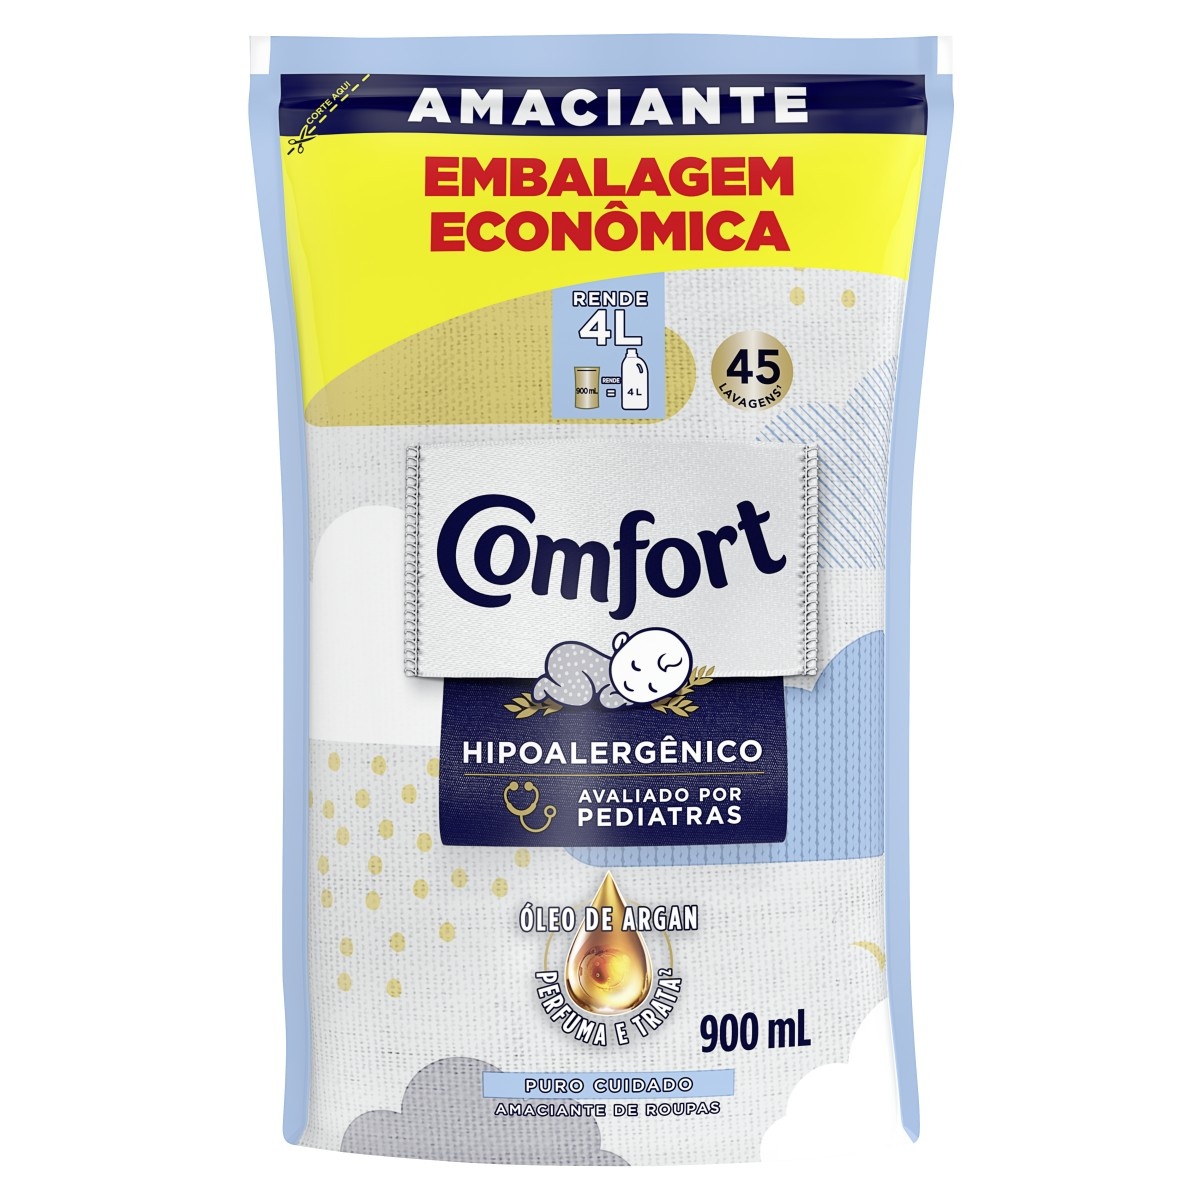 CORTE AQUI
AMACIANTE
EMBALAGEM
ECONÔMICA
RENDE
4L
900 mL
RENDE
=
4 L
45
LAVAGENS¹
Comfort
HIPOALERGÊNICO
AVALIADO POR
PEDIATRAS
ÓLEO DE ARGAN
PERFUMA E TRATA²
900 mL
PURO CUIDADO
AMACIANTE DE ROUPAS